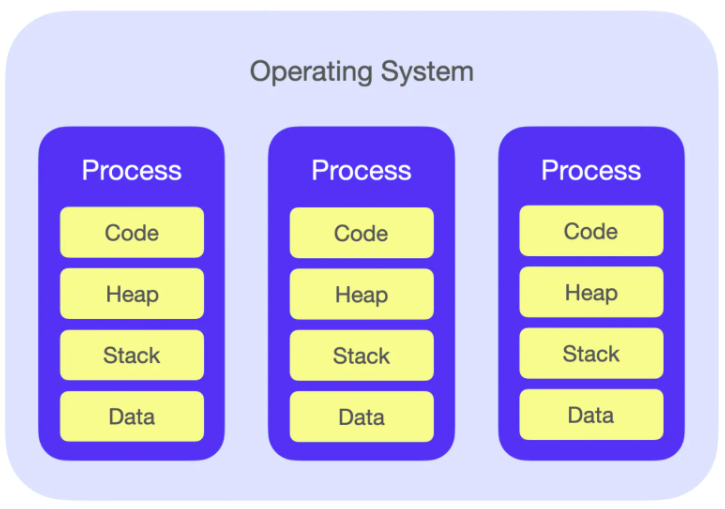 Operating System
Process
Code
Heap
Stack
Data
Process
Code
Heap
Stack
Data
Process
Code
Heap
Stack
Data